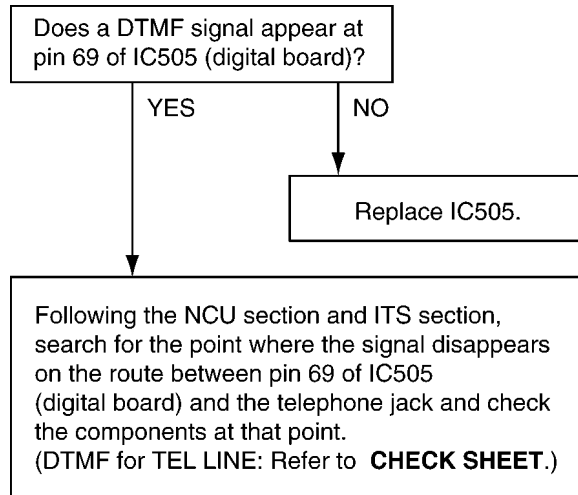 Does a DTMF signal appear at
pin 69 of IC505 (digital board)?
YES
NO
Replace IC505.
Following the NCU section and ITS section,
search for the point where the signal disappears
on the route between pin 69 of IC505
(digital board) and the telephone jack and check
the components at that point.
(DTMF for TEL LINE: Refer to CHECK SHEET.)